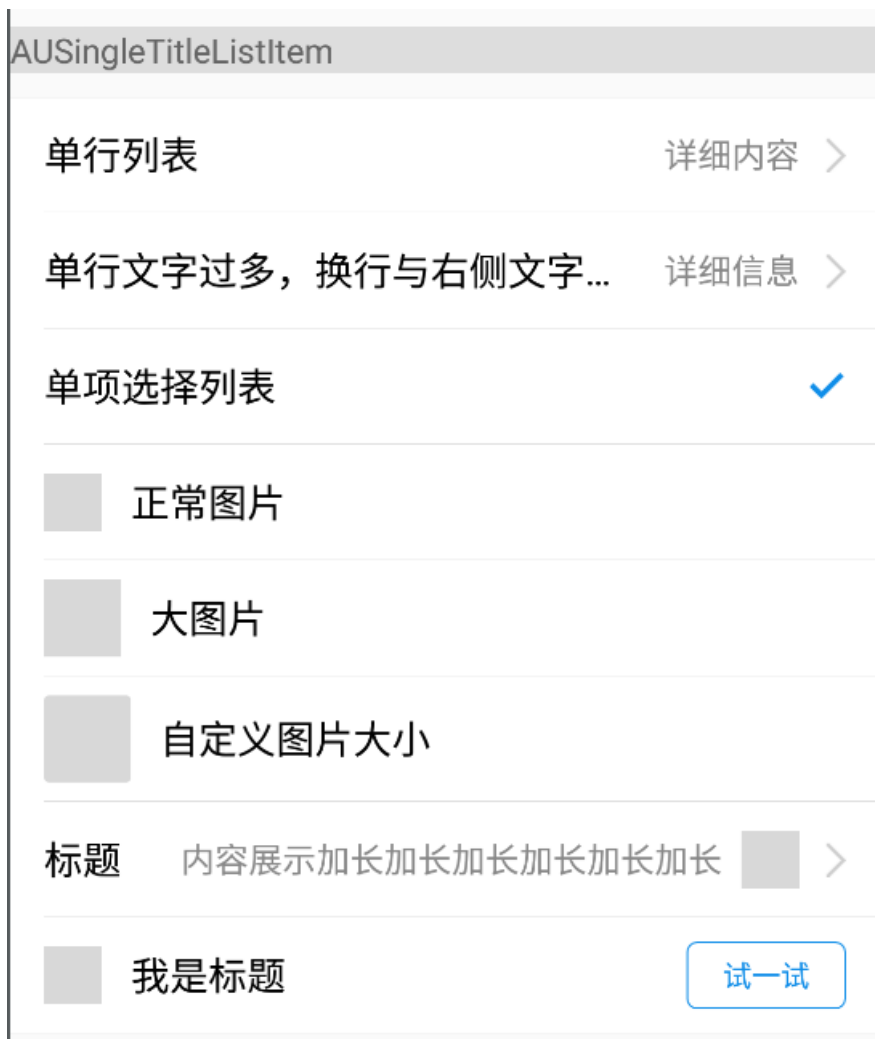 AUSingleTitleListItem
单行列表 详细内容
单行文字过多，换行与右侧文字... 详细信息
单项选择列表
正常图片
大图片
自定义图片大小
标题 内容展示加长加长加长加长加长加长
我是标题 试一试